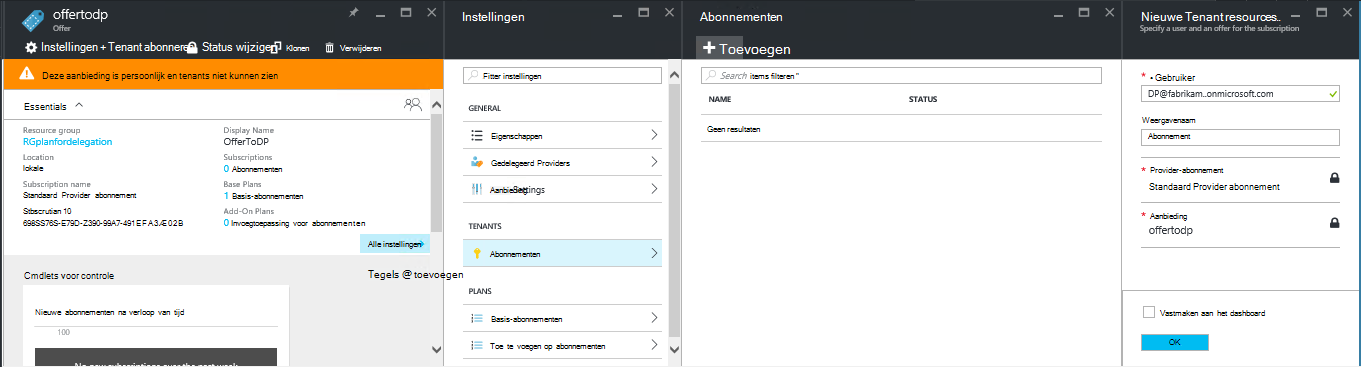 offertodp
Offer
Instellingen + Tenant abonneren
Status wijzigen
Klonen
Verwijderen
Deze aanbieding is persoonlijk en tenants niet kunnen zien
Essentials
Resource group
RGplanfordelegation
Location
lokale
Subscription name
Standaard Provider abonnement
Stbscrutian 10
698SS76S-E79D-Z390-99A7-491EFA3Æ02B
Display Name
OfferToDP
Subscriptions
0 Abonnementen
Base Plans
1 Basis-abonnementen
Add-On Plans
0 Invoegtoepassing voor abonnementen
Alle instellingen
Cmdlets voor controle
Tegels @ toevoegen
Nieuwe abonnementen na verloop van tijd
100
No new subscriptions over the past week
Instellingen
Fitter instellingen
GENERAL
Eigenschappen
Gedelegeerd Providers
Aanbieding Settings
TENANTS
Abonnementen
PLANS
Basis-abonnementen
Toe te voegen op abonnementen
Abonnementen
+ Toevoegen
Search items filteren"
NAME STATUS
Geen resultaten
Nieuwe Tenant resources..
Specify a user and an offer for the subscription
* • Gebruiker
DP@fabrikam..onmicrosoft.com
Weergavenaam
Abonnement
* Provider-abonnement
Standaard Provider abonnement
* Aanbieding
offertodp
Vastmaken aan het dashboard
OK